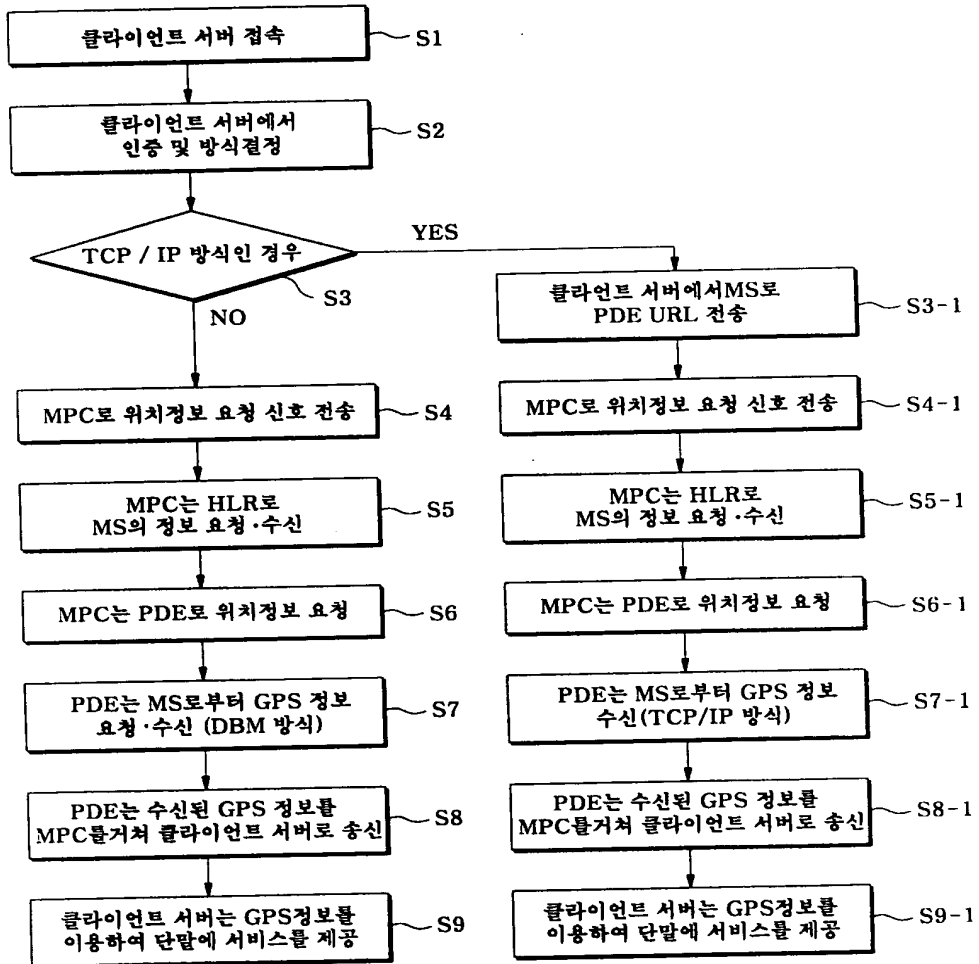 클라이언트 서버 접속
S1
클라이언트 서버에서
인증 및 방식결정
S2
TCP / IP 방식인 경우
S3
YES
NO
MPC로 위치정보 요청 신호 전송
S4
MPC는 HLR로
MS의 정보 요청·수신
S5
MPC는 PDE로 위치정보 요청
S6
PDE는 MS로부터 GPS 정보
요청·수신 (DBM 방식)
S7
PDE는 수신된 GPS 정보를
MPC를거쳐 클라이언트 서버로 송신
S8
클라이언트 서버는 GPS정보를
이용하여 단말에 서비스를 제공
S9
클라언트 서버에서MS로
PDE URL 전송
S3-1
MPC로 위치정보 요청 신호 전송
S4-1
MPC는 HLR로
MS의 정보 요청·수신
S5-1
MPC는 PDE로 위치정보 요청
S6-1
PDE는 MS로부터 GPS 정보
수신(TCP/IP 방식)
S7-1
PDE는 수신된 GPS 정보를
MPC를거쳐 클라이언트 서버로 송신
S8-1
클라이언트 서버는 GPS정보를
이용하여 단말에 서비스를 제공
S9-1